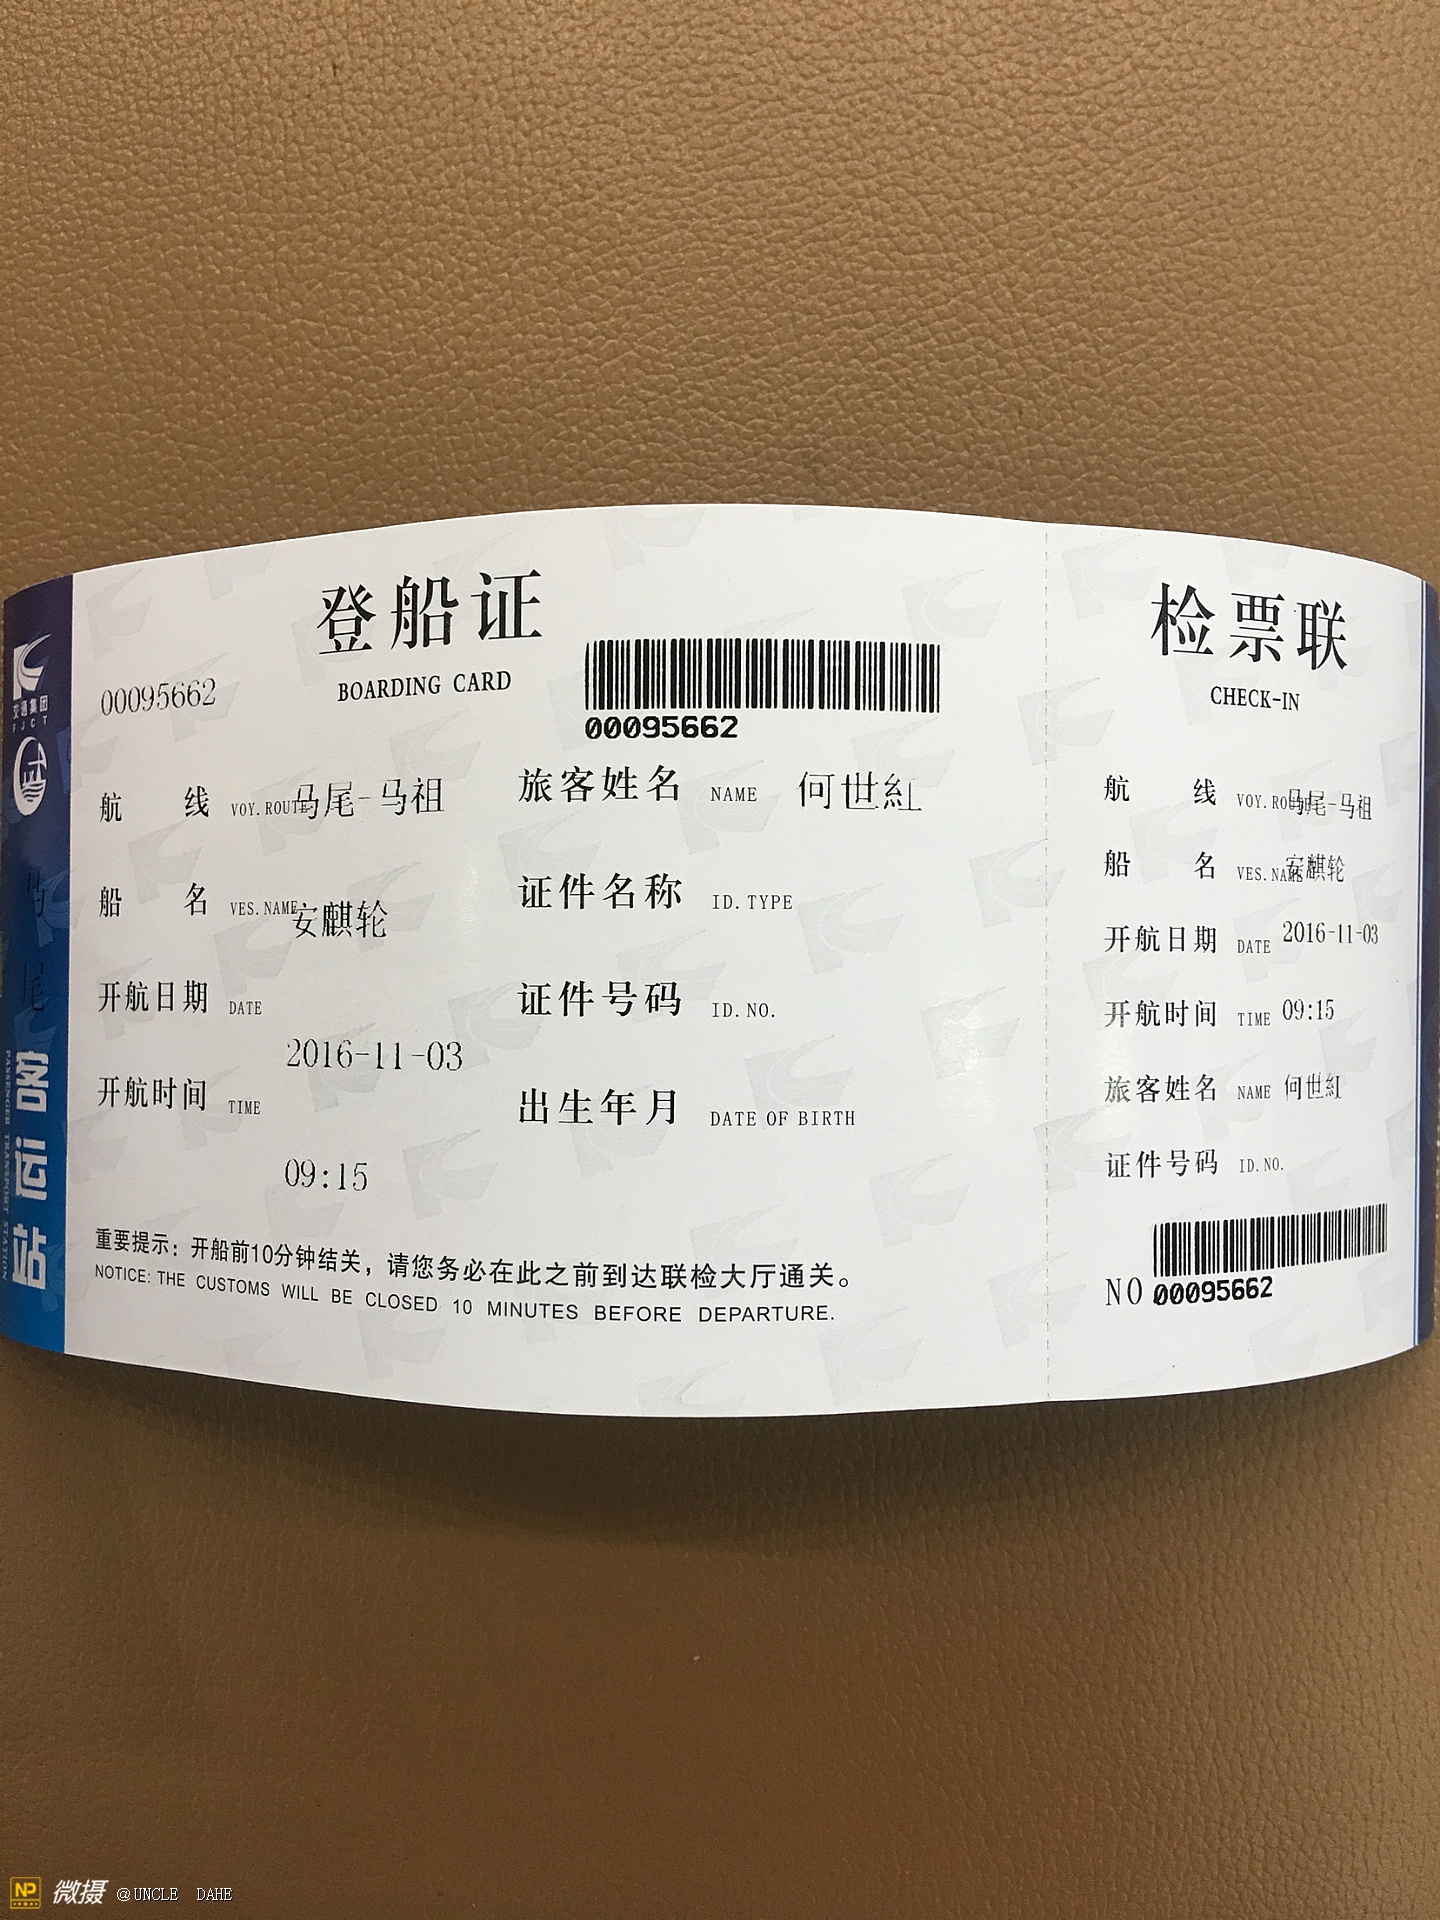 交通集团
FJCT
的
尾
客运站
PASSENGER TRANSPORT STATION
登船证
BOARDING CARD
00095662
00095662
航 线 VOY.ROUTE 马尾-马祖
船 名 VES.NAME 安麒轮
开航日期 DATE
2016-11-03
开航时间 TIME
09:15
旅客姓名 NAME 何世紅
证件名称 ID.TYPE
证件号码 ID.NO.
出生年月 DATE OF BIRTH
重要提示：开船前10分钟结关，请您务必在此之前到达联检大厅通关。
NOTICE: THE CUSTOMS WILL BE CLOSED 10 MINUTES BEFORE DEPARTURE.
检票联
CHECK-IN
航 线 VOY.ROUTE 马尾-马祖
船 名 VES.NAME 安麒轮
开航日期 DATE 2016-11-03
开航时间 TIME 09:15
旅客姓名 NAME 何世紅
证件号码 ID.NO.
NO 00095662
NP 微摄 @UNCLE DAHE